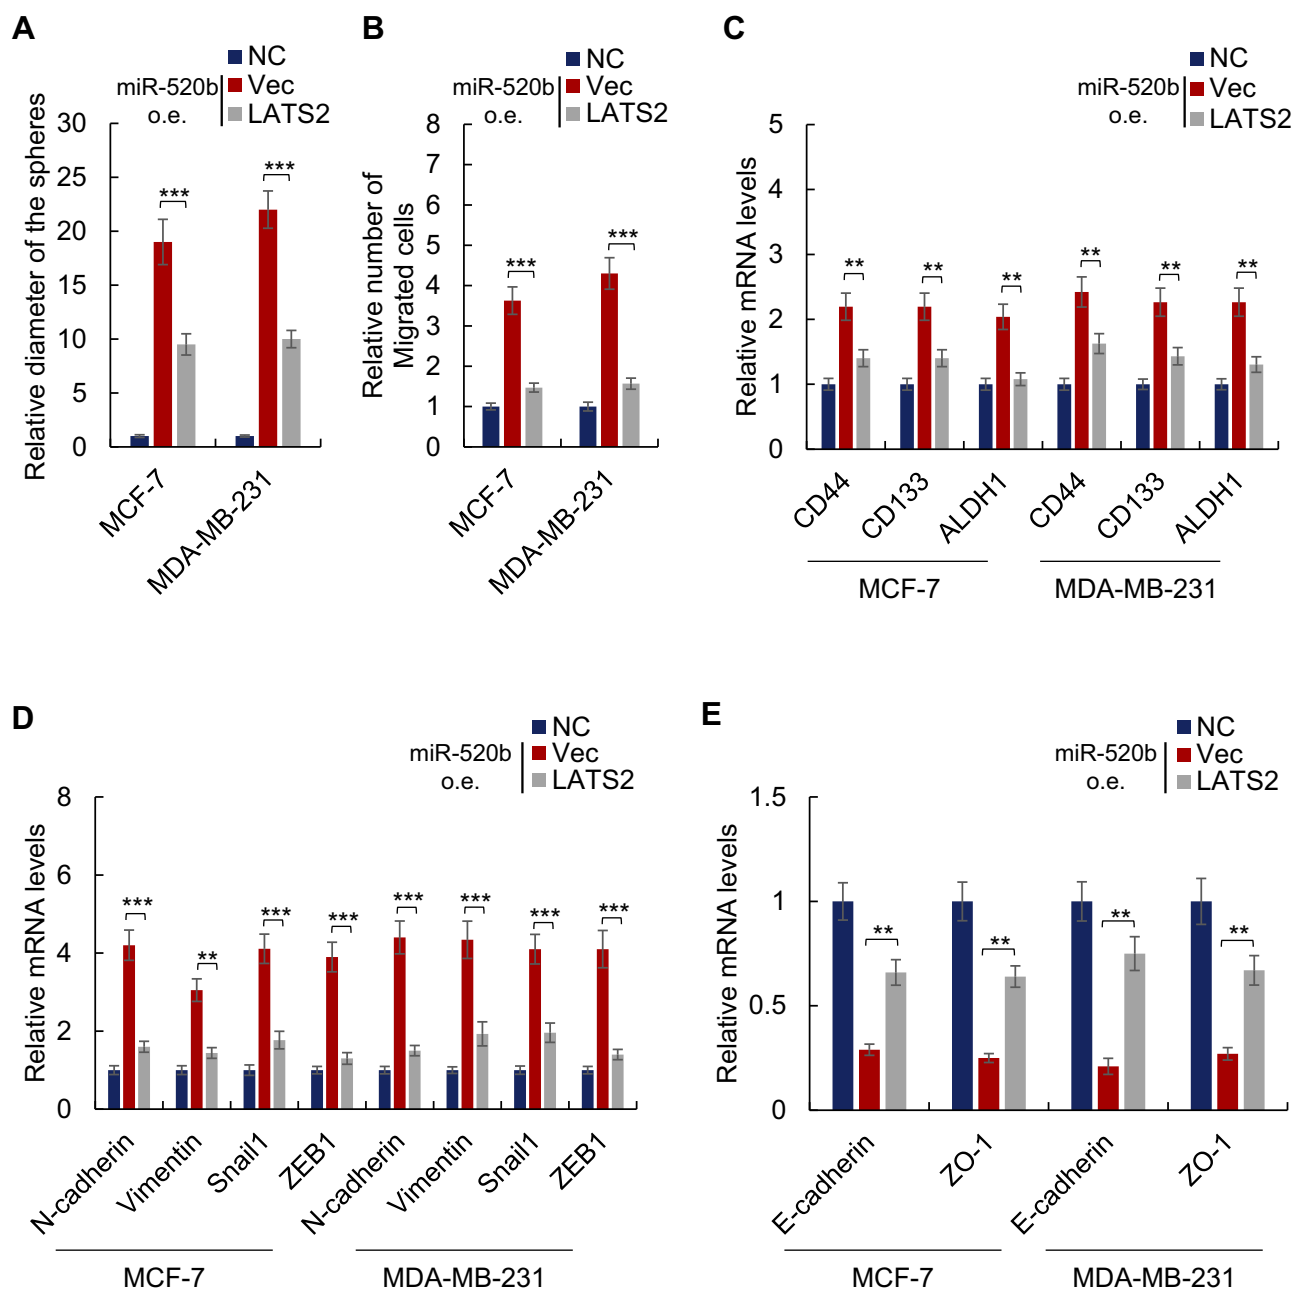 A
NC
miR-520b
o.e.
Vec
LATS2
Relative diameter of the spheres
30
25
20
15
10
5
0
***
***
MCF-7
MDA-MB-231
B
NC
miR-520b
o.e.
Vec
LATS2
Relative number of
Migrated cells
8
7
6
5
4
3
2
1
0
***
***
MCF-7
MDA-MB-231
C
NC
miR-520b
o.e.
Vec
LATS2
Relative mRNA levels
5
4
3
2
1
0
**
**
**
**
**
**
CD44
CD133
ALDH1
CD44
CD133
ALDH1
MCF-7
MDA-MB-231
D
NC
miR-520b
o.e.
Vec
LATS2
Relative mRNA levels
8
6
4
2
0
***
**
***
***
***
***
***
***
N-cadherin
Vimentin
Snail1
ZEB1
N-cadherin
Vimentin
Snail1
ZEB1
MCF-7
MDA-MB-231
E
NC
miR-520b
o.e.
Vec
LATS2
Relative mRNA levels
1.5
1
0.5
0
**
**
**
**
E-cadherin
ZO-1
E-cadherin
ZO-1
MCF-7
MDA-MB-231